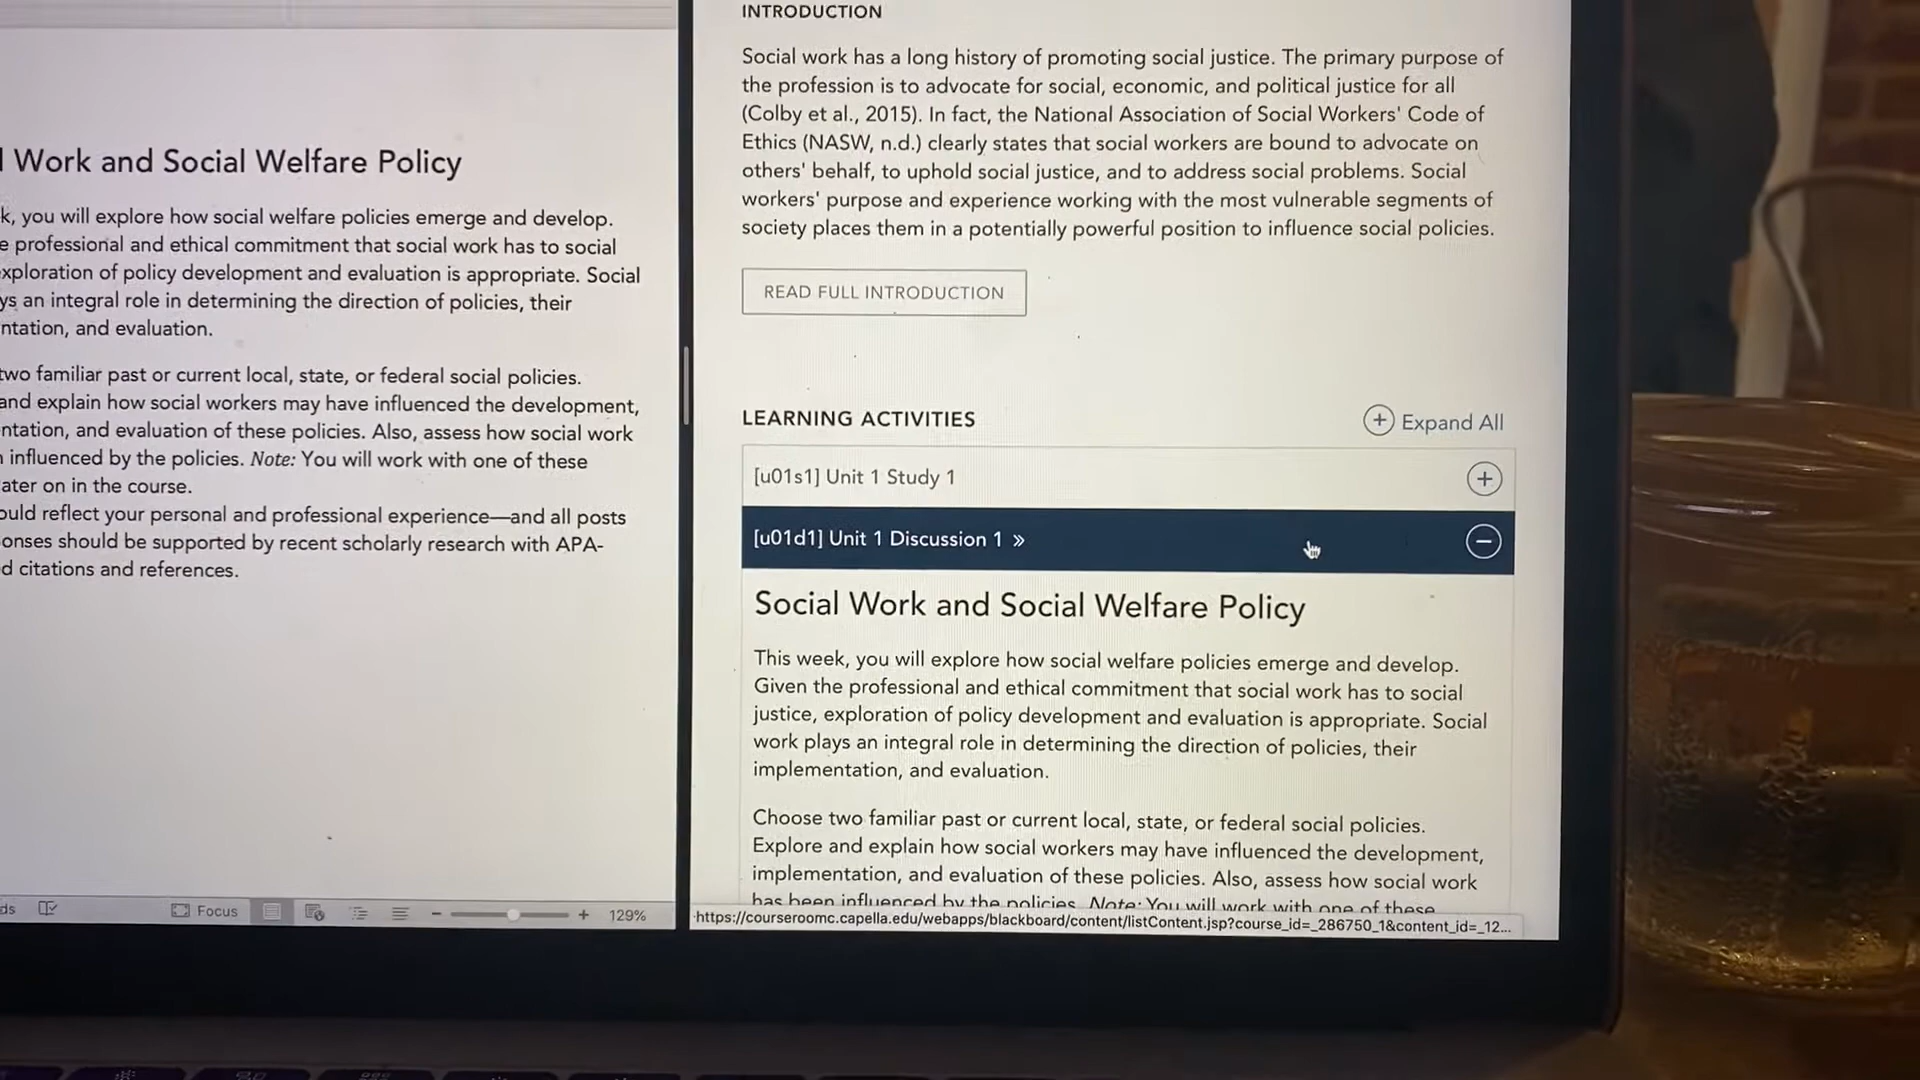 Work and Social Welfare Policy
you will explore how social welfare policies emerge and develop.
professional and ethical commitment that social work has to social
exploration of policy development and evaluation is appropriate. Social
an integral role in determining the direction of policies, their
and evaluation.
two familiar past or current local, state, or federal social policies.
and explain how social workers may have influenced the development,
and evaluation of these policies. Also, assess how social work
influenced by the policies. Note: You will work with one of these
later on in the course.
reflect your personal and professional experience—and all posts
should be supported by recent scholarly research with APA-
citations and references.
Focus
129%
INTRODUCTION
Social work has a long history of promoting social justice. The primary purpose of
the profession is to advocate for social, economic, and political justice for all
(Colby et al., 2015). In fact, the National Association of Social Workers' Code of
Ethics (NASW, n.d.) clearly states that social workers are bound to advocate on
others' behalf, to uphold social justice, and to address social problems. Social
workers' purpose and experience working with the most vulnerable segments of
society places them in a potentially powerful position to influence social policies.
READ FULL INTRODUCTION
LEARNING ACTIVITIES
Expand All
[u01s1] Unit 1 Study 1
[u01d1] Unit 1 Discussion 1 »
Social Work and Social Welfare Policy
This week, you will explore how social welfare policies emerge and develop.
Given the professional and ethical commitment that social work has to social
justice, exploration of policy development and evaluation is appropriate. Social
work plays an integral role in determining the direction of policies, their
implementation, and evaluation.
Choose two familiar past or current local, state, or federal social policies.
Explore and explain how social workers may have influenced the development,
implementation, and evaluation of these policies. Also, assess how social work
has been influenced by the policies. Note: You will work with one of these
https://courseroomc.capella.edu/webapps/blackboard/content/listContent.jsp?course_id=_286750_1&content_id=_12...